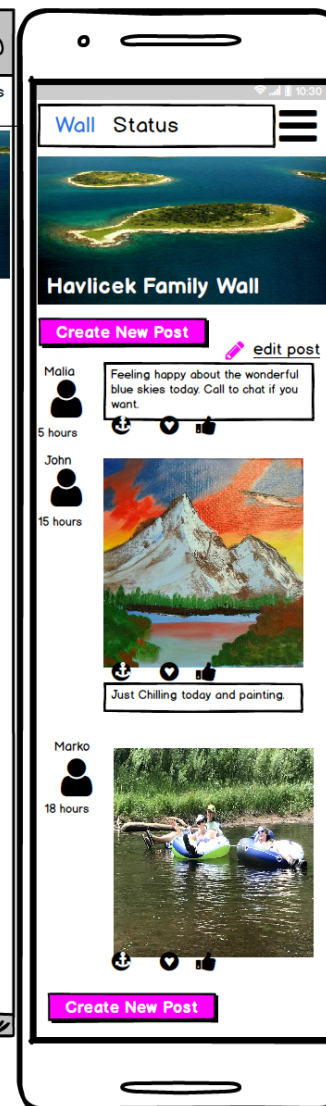 10:30
Wall Status
Havlicek Family Wall
Create New Post
edit post
Malia
Feeling happy about the wonderful
blue skies today. Call to chat if you
want.
5 hours
John
15 hours
Just Chilling today and painting.
Marko
18 hours
Create New Post